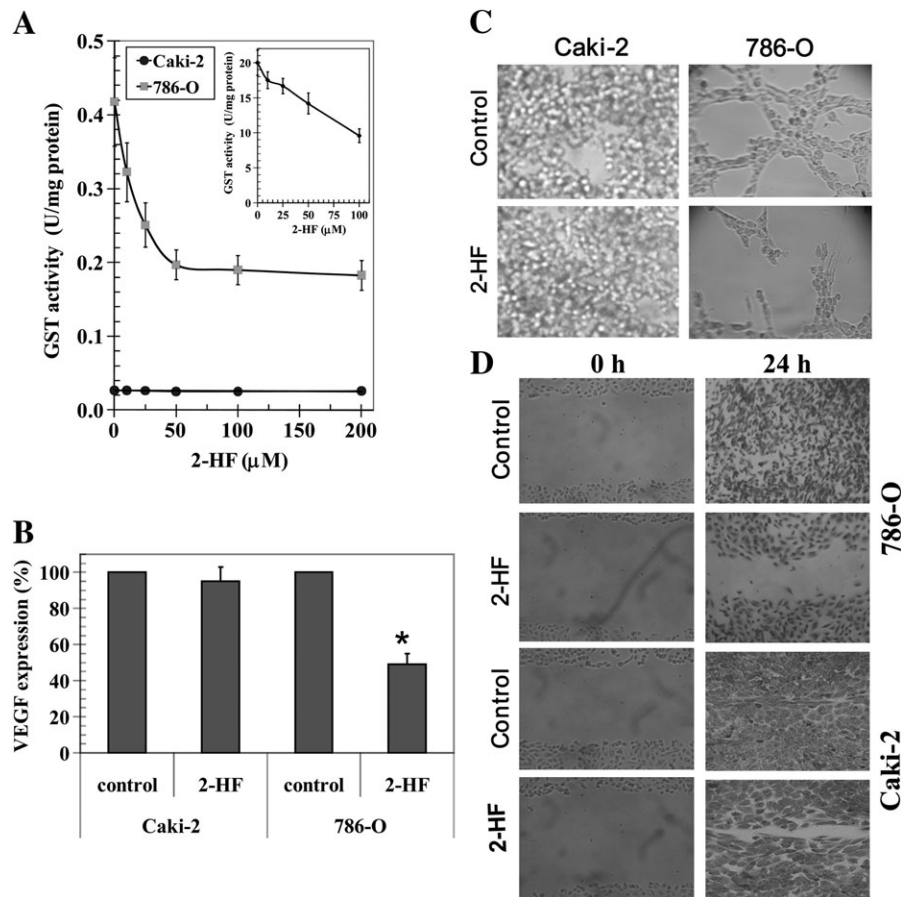 A
GST activity (U/mg protein)
0.5
0.4
0.3
0.2
0.1
0.0
Caki-2
786-O
GST activity (U/mg protein)
20
15
10
5
0
0 25 50 75 100
2-HF (μM)
0 50 100 150 200
2-HF (μM)
B
VEGF expression (%)
100
80
60
40
20
0
*
control 2-HF control 2-HF
Caki-2 786-O
C
Caki-2 786-O
Control
2-HF
D
0 h 24 h
Control
2-HF
786-O
Control
2-HF
Caki-2